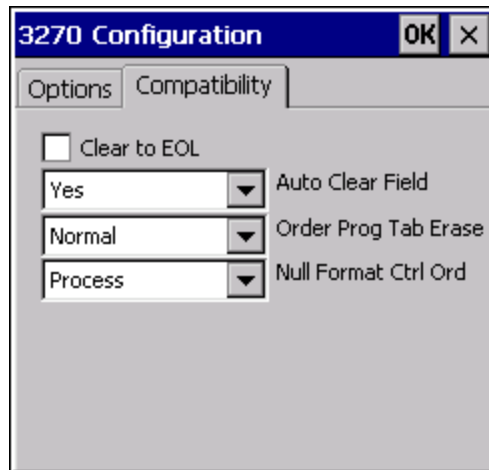 3270 Configuration OK ×
Options Compatibility
Clear to EOL
Yes Auto Clear Field
Normal Order Prog Tab Erase
Process Null Format Ctrl Ord